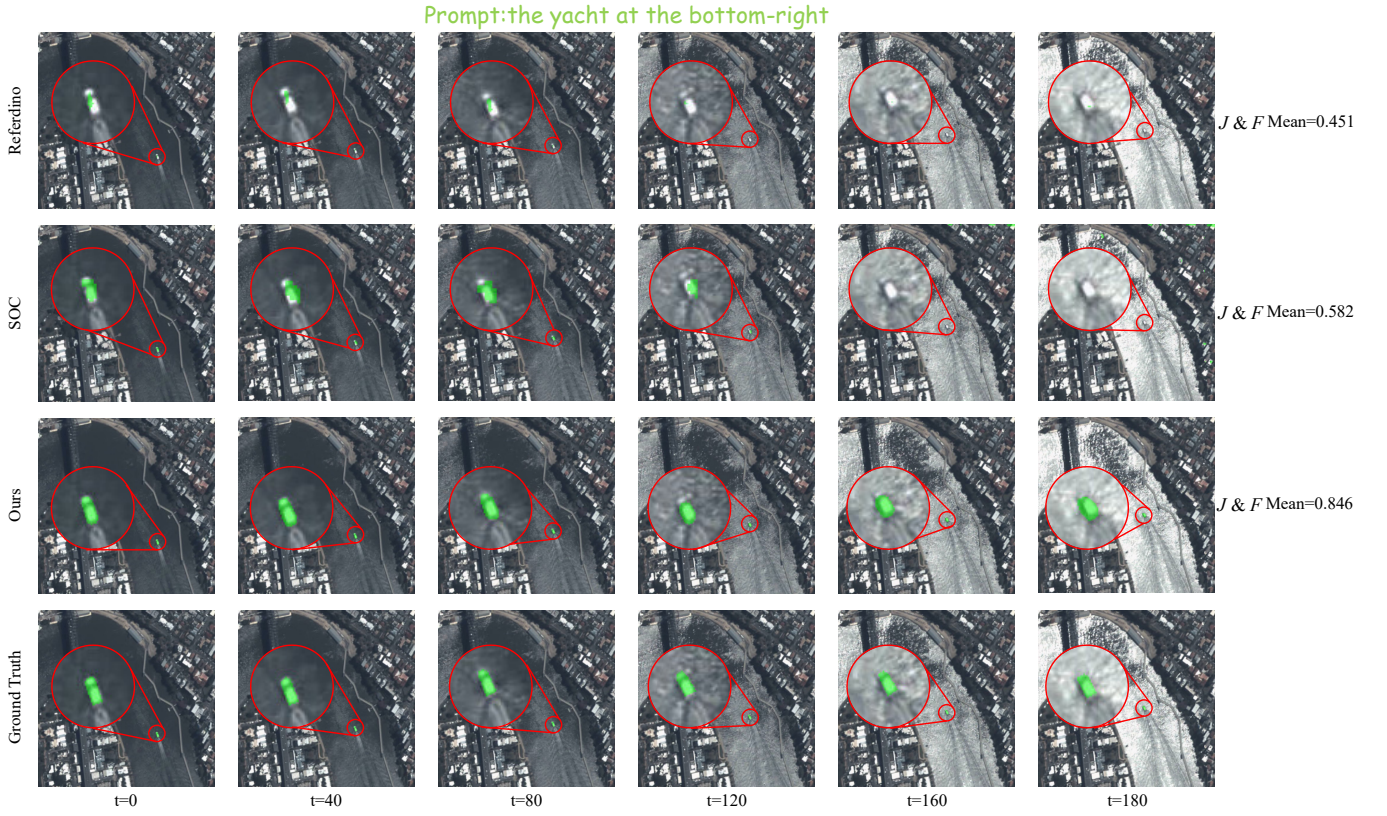 Prompt:the yacht at the bottom-right
Referdino
J & F Mean=0.451
SOC
J & F Mean=0.582
Ours
J & F Mean=0.846
Ground Truth
t=0
t=40
t=80
t=120
t=160
t=180